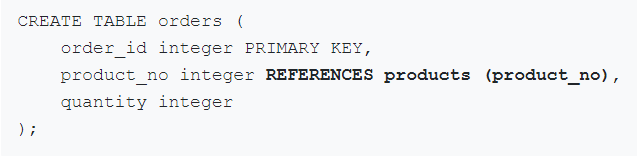 CREATE TABLE orders (
    order_id integer PRIMARY KEY,
    product_no integer REFERENCES products (product_no),
    quantity integer
);